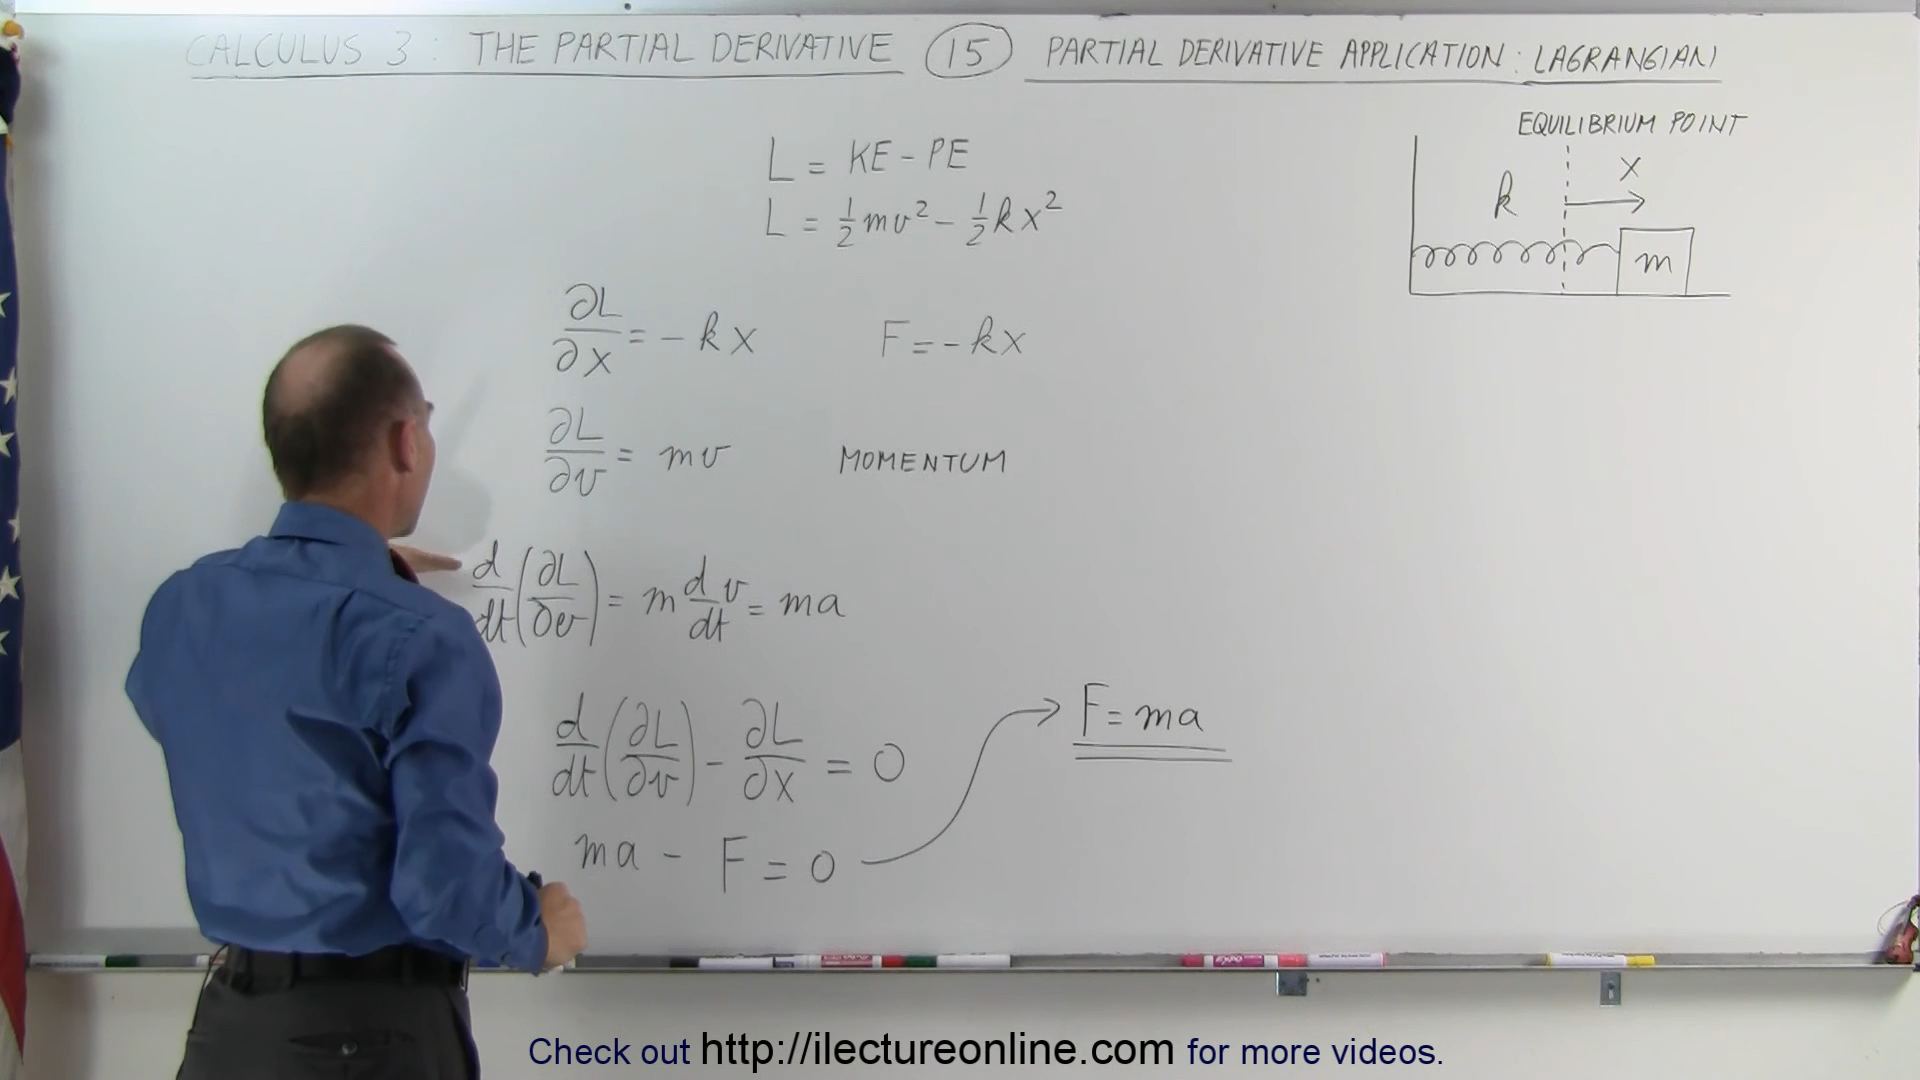 CALCULUS 3: THE PARTIAL DERIVATIVE 15 PARTIAL DERIVATIVE APPLICATION: LAGRANGIAN
EQUILIBRIUM POINT
L = KE - PE
L = ½mv² - ½kx²
k x
m
∂L/∂x = -kx F = -kx
∂L/∂v = mv MOMENTUM
d/dt(∂L/∂v) = m d/dt v = ma
d/dt(∂L/∂v) - ∂L/∂x = 0
F = ma
ma - F = 0
Check out http://ilectureonline.com for more videos.